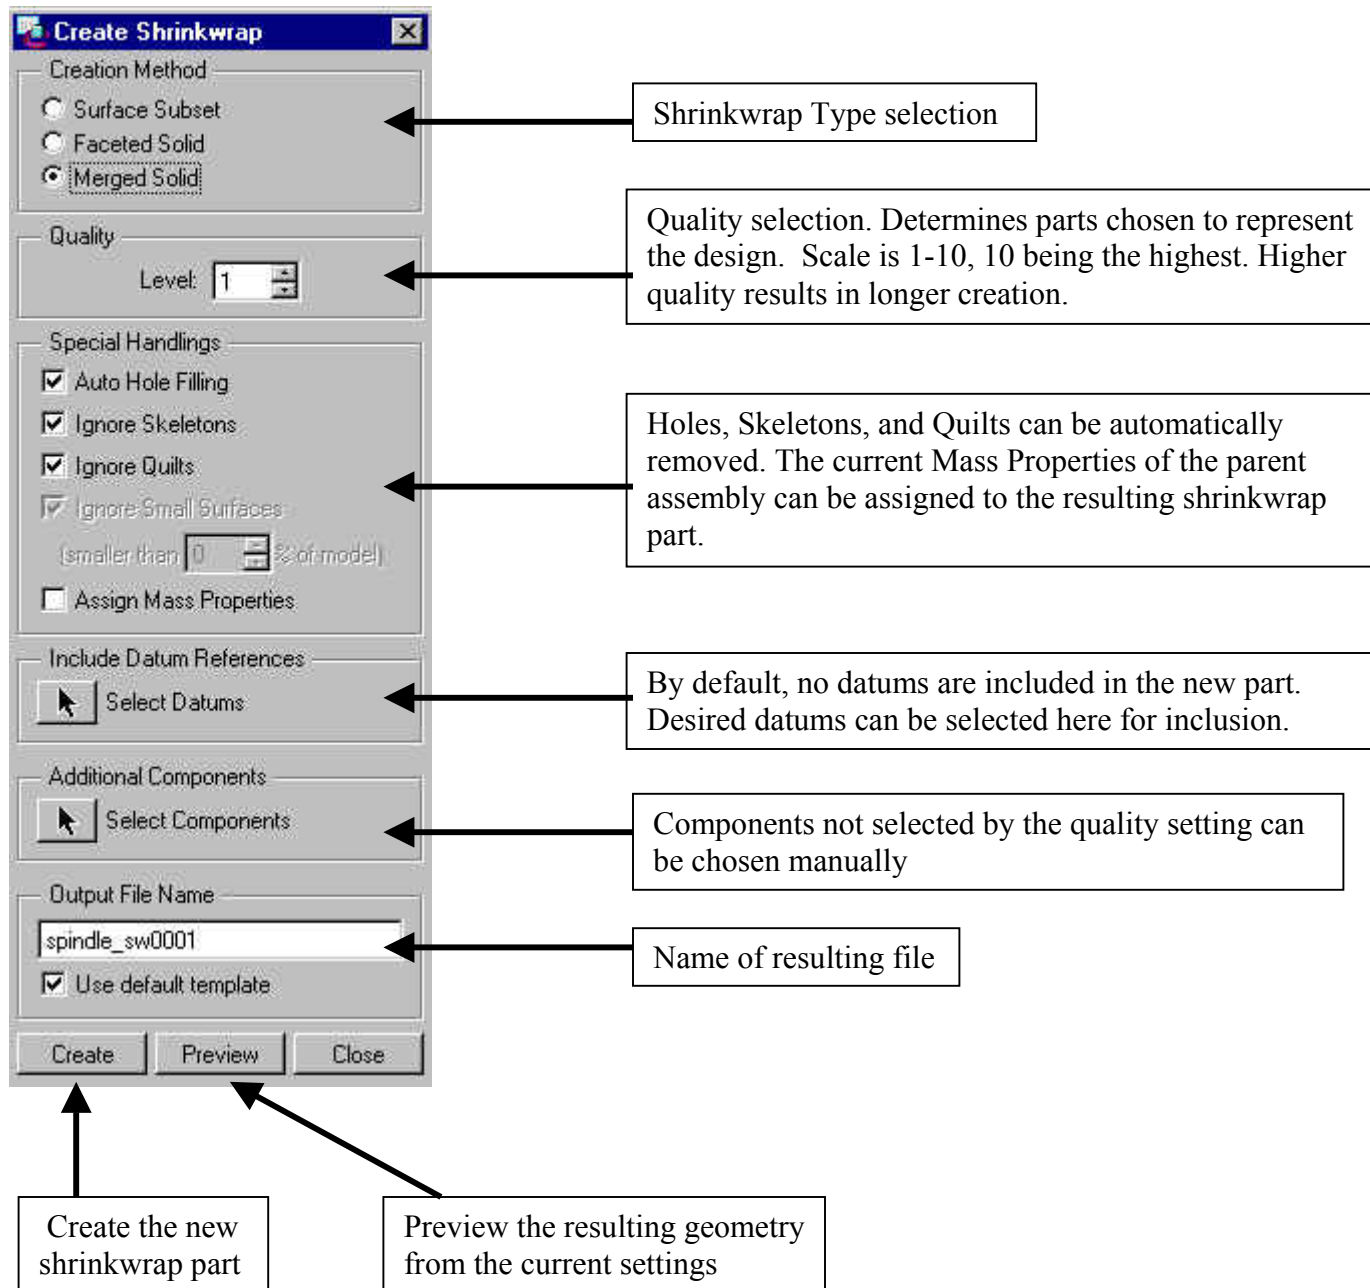 Create Shrinkwrap
Creation Method
Surface Subset
Faceted Solid
Merged Solid
Shrinkwrap Type selection
Quality
Level: 1
Quality selection. Determines parts chosen to represent
the design.  Scale is 1-10, 10 being the highest. Higher
quality results in longer creation.
Special Handlings
Auto Hole Filling
Ignore Skeletons
Ignore Quilts
Ignore Small Surfaces
(smaller than 0 % of model)
Assign Mass Properties
Holes, Skeletons, and Quilts can be automatically
removed. The current Mass Properties of the parent
assembly can be assigned to the resulting shrinkwrap
part.
Include Datum References
Select Datums
By default, no datums are included in the new part.
Desired datums can be selected here for inclusion.
Additional Components
Select Components
Components not selected by the quality setting can
be chosen manually
Output File Name
spindle_sw0001
Use default template
Name of resulting file
Create
Preview
Close
Create the new
shrinkwrap part
Preview the resulting geometry
from the current settings